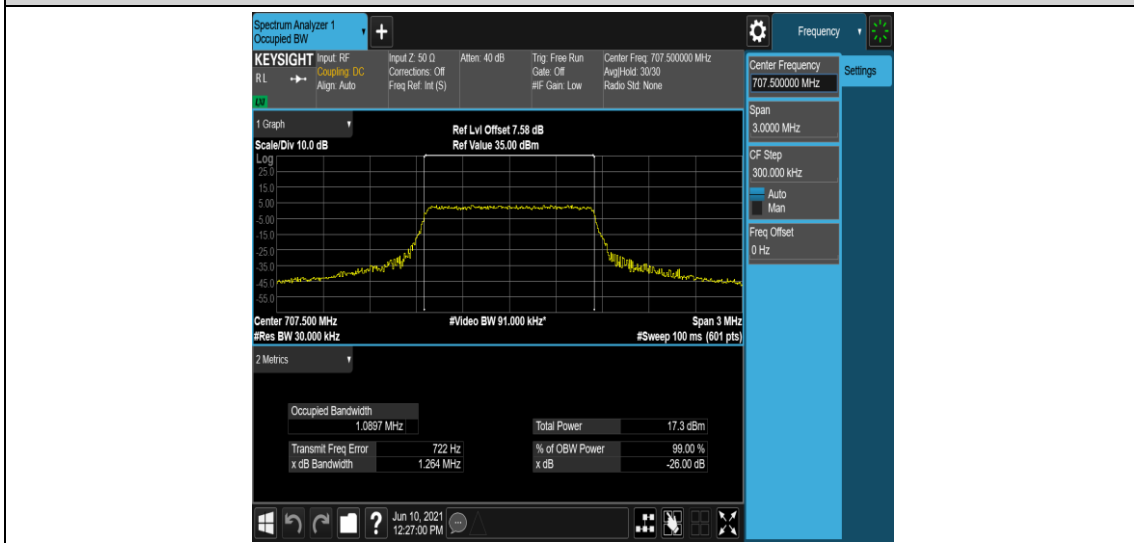 Spectrum Analyzer 1
Occupied BW
Frequency
KEYSIGHT Input: RF
RL
Coupling: DC
Align: Auto
LXI
Input Z: 50 Ω
Corrections: Off
Freq Ref: Int (S)
Atten: 40 dB
Trig: Free Run
Gate: Off
#IF Gain: Low
Center Freq: 707.500000 MHz
Avg|Hold: 30/30
Radio Std: None
Center Frequency
707.500000 MHz
Settings
Span
3.0000 MHz
CF Step
300.000 kHz
Auto
Man
Freq Offset
0 Hz
1 Graph
Scale/Div 10.0 dB
Ref Lvl Offset 7.58 dB
Ref Value 35.00 dBm
Log
25.0
15.0
5.00
-5.00
-15.0
-25.0
-35.0
-45.0
-55.0
Center 707.500 MHz
#Video BW 91.000 kHz*
Span 3 MHz
#Res BW 30.000 kHz
#Sweep 100 ms (601 pts)
2 Metrics
Occupied Bandwidth
1.0897 MHz
Total Power 17.3 dBm
Transmit Freq Error 722 Hz
% of OBW Power 99.00 %
x dB Bandwidth 1.264 MHz
x dB -26.00 dB
?
Jun 10, 2021
12:27:00 PM